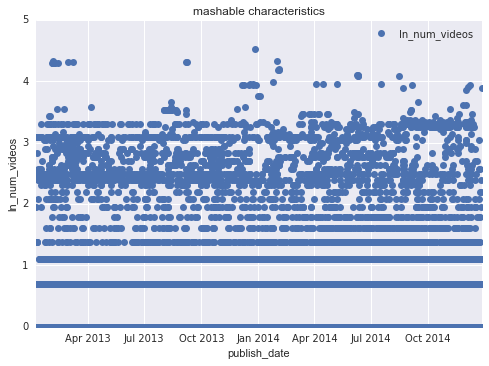 mashable characteristics
ln_num_videos
5
4
3
2
1
0
ln_num_videos
Apr 2013 Jul 2013 Oct 2013 Jan 2014 Apr 2014 Jul 2014 Oct 2014
publish_date